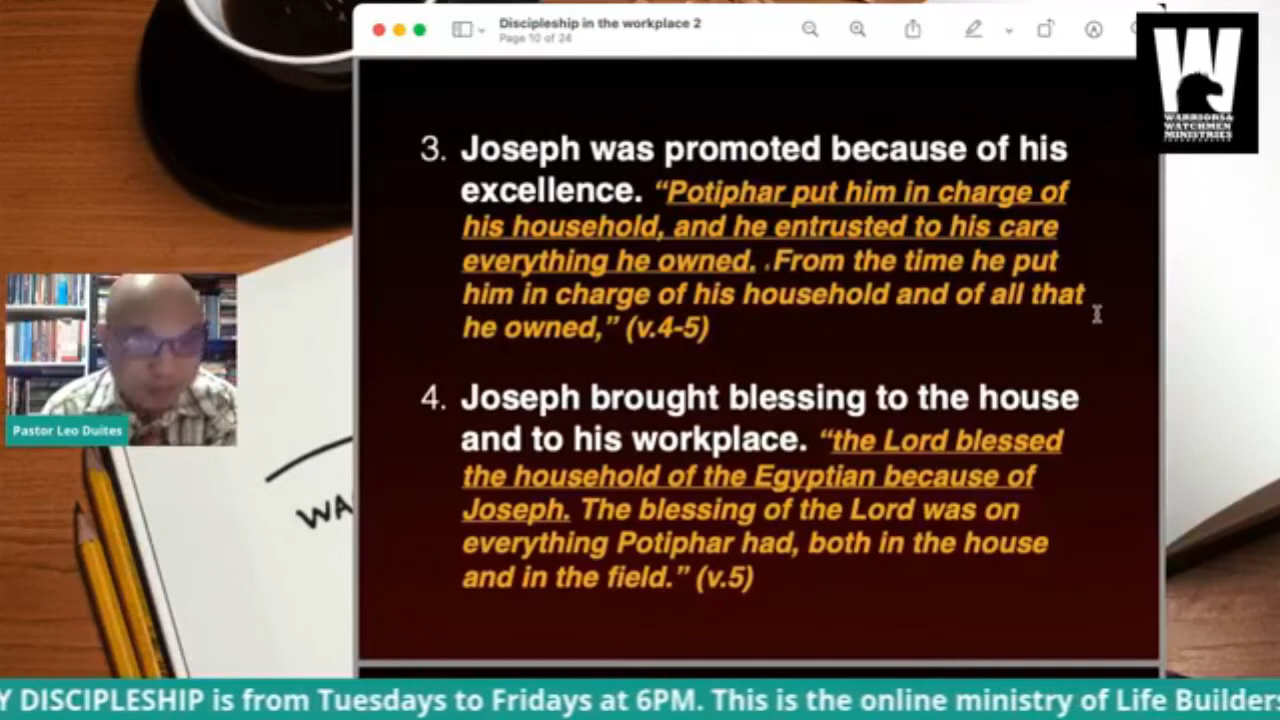 Discipleship in the workplace 2
Page 10 of 24
W
WARRIORS &
WATCHMEN
MINISTRIES
3. Joseph was promoted because of his
excellence. “Potiphar put him in charge of
his household, and he entrusted to his care
everything he owned. .From the time he put
him in charge of his household and of all that
he owned,” (v.4-5)
4. Joseph brought blessing to the house
and to his workplace. “the Lord blessed
the household of the Egyptian because of
Joseph. The blessing of the Lord was on
everything Potiphar had, both in the house
and in the field.” (v.5)
Pastor Leo Duites
WA
Y DISCIPLESHIP is from Tuesdays to Fridays at 6PM. This is the online ministry of Life Builder